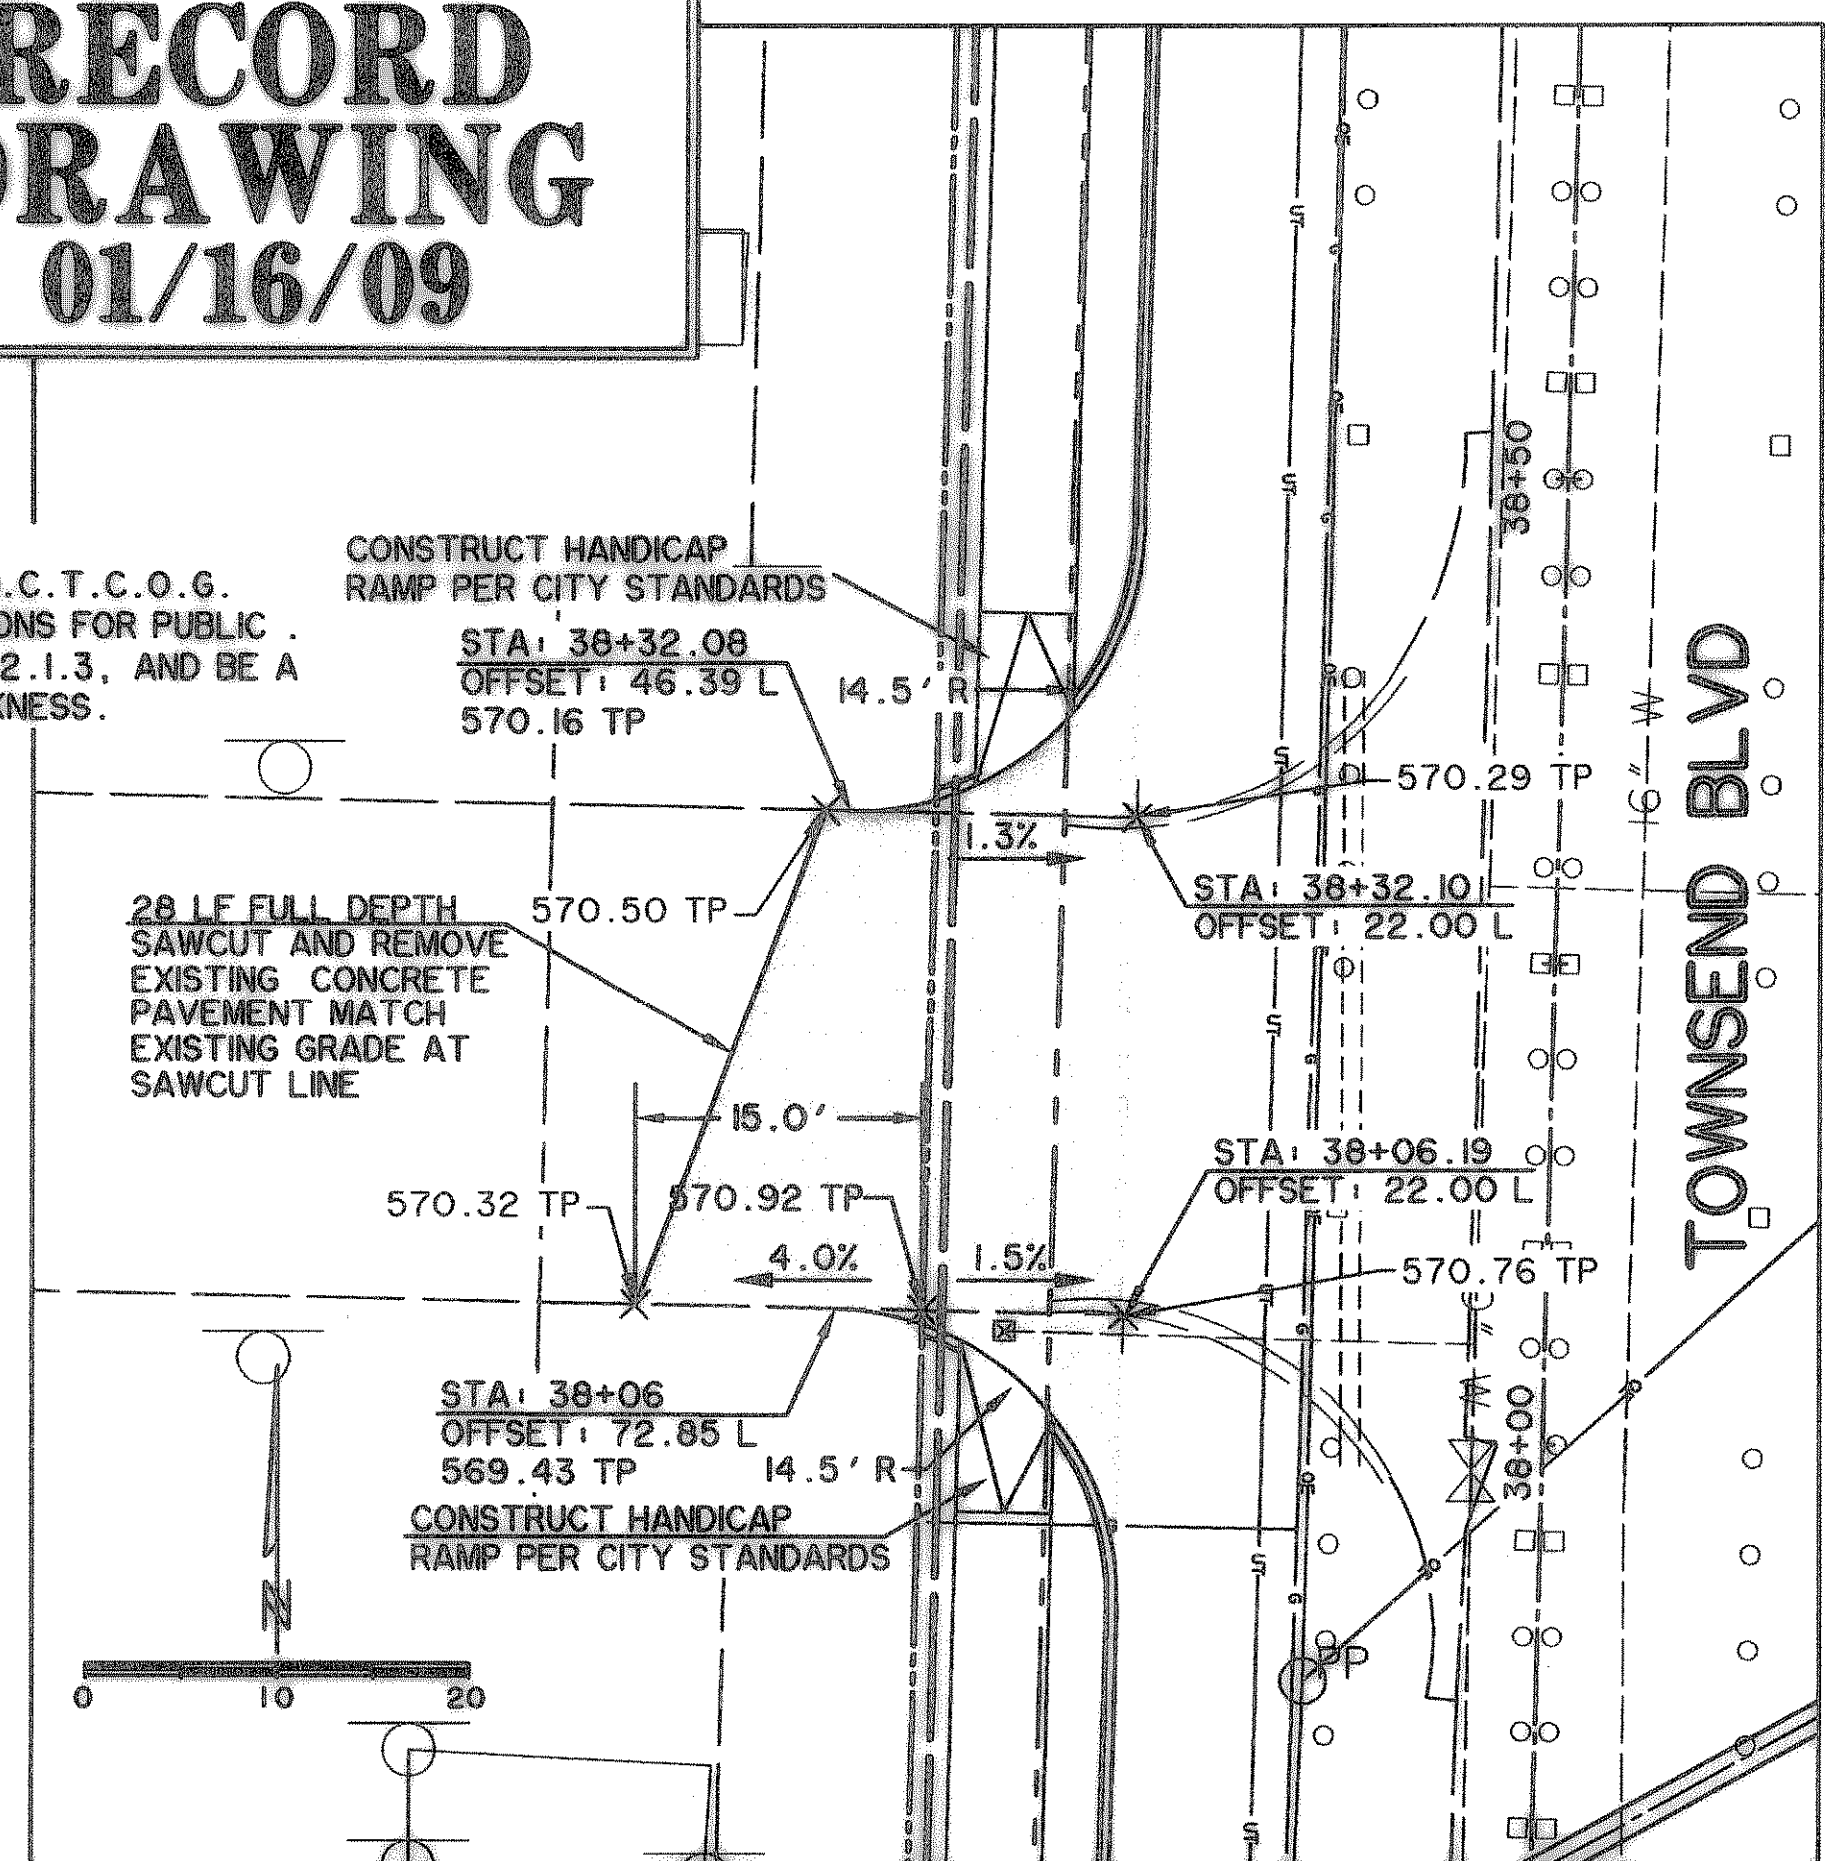 RECORD
DRAWING
01/16/09
.C.T.C.O.G.
ONS FOR PUBLIC .
2.1.3, AND BE A
KNESS.
CONSTRUCT HANDICAP
RAMP PER CITY STANDARDS
STA: 38+32.08
OFFSET: 46.39 L
570.16 TP
14.5' R
38+50
570.29 TP
16" W
TOWNSEND BLVD
1.3%
STA: 38+32.10
OFFSET: 22.00 L
570.50 TP
28 LF FULL DEPTH
SAWCUT AND REMOVE
EXISTING CONCRETE
PAVEMENT MATCH
EXISTING GRADE AT
SAWCUT LINE
15.0'
STA: 38+06.19
OFFSET: 22.00 L
570.32 TP
570.92 TP
4.0%
1.5%
570.76 TP
STA: 38+06
OFFSET: 72.85 L
569.43 TP
14.5' R
38+00
CONSTRUCT HANDICAP
RAMP PER CITY STANDARDS
N
PP
0 10 20